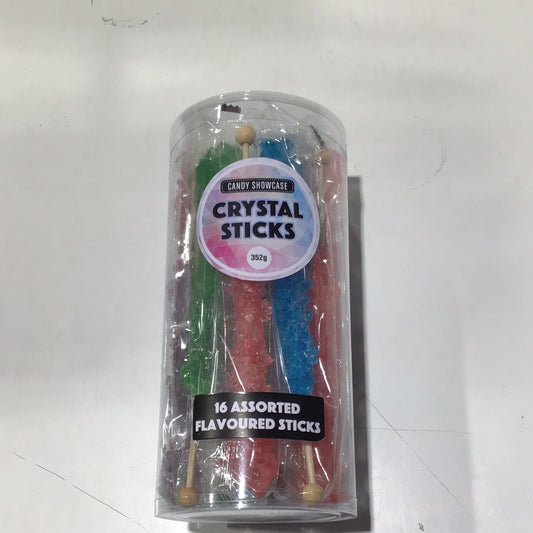 CANDY SHOWCASE
CRYSTAL
STICKS
352g
16 ASSORTED
FLAVOURED STICKS